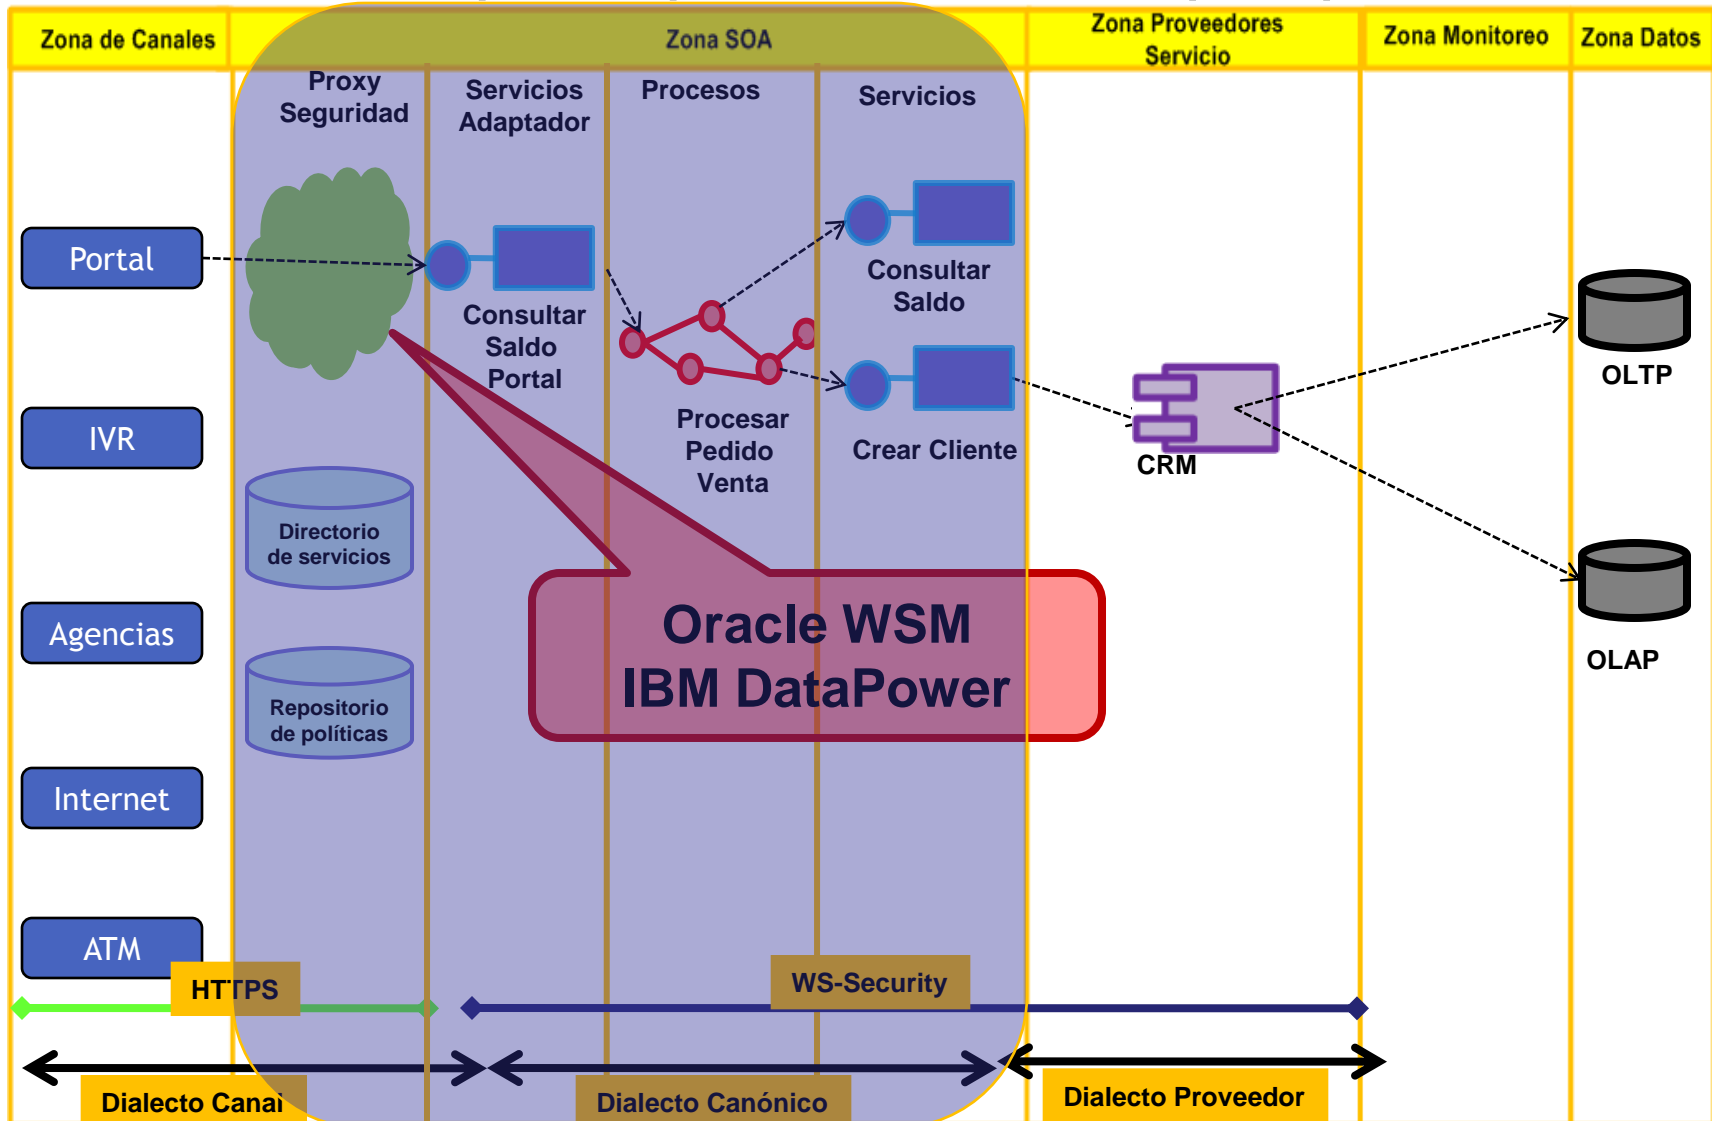 Zona de Canales
Zona SOA
Zona Proveedores
Servicio
Zona Monitoreo
Zona Datos
Proxy
Seguridad
Servicios
Adaptador
Procesos
Servicios
Portal
IVR
Agencias
Internet
ATM
Consultar
Saldo
Portal
Procesar
Pedido
Venta
Consultar
Saldo
Crear Cliente
CRM
OLTP
OLAP
Directorio
de servicios
Repositorio
de políticas
Oracle WSM
IBM DataPower
HTTPS
WS-Security
Dialecto Canal
Dialecto Canónico
Dialecto Proveedor